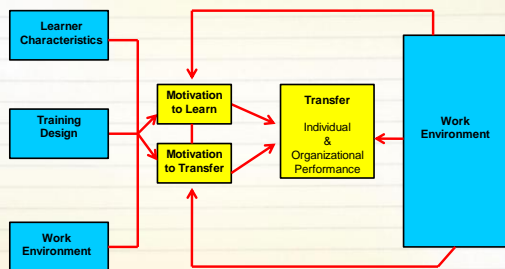 Learner
Characteristics
Training
Design
Work
Environment
Motivation
to Learn
Motivation
to Transfer
Transfer
Individual
&
Organizational
Performance
Work
Environment